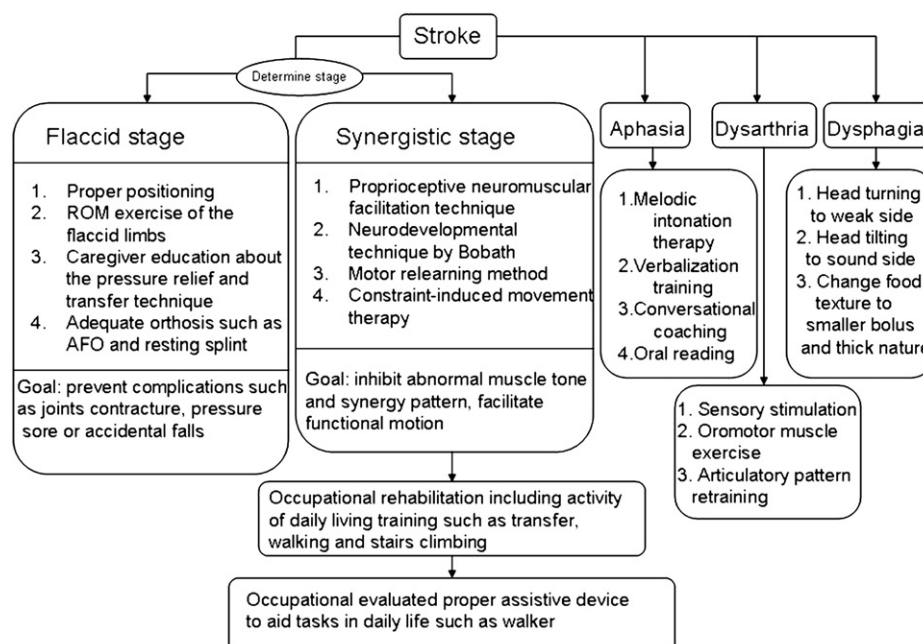 Stroke
Determine stage
Flaccid stage
1. Proper positioning
2. ROM exercise of the
flaccid limbs
3. Caregiver education about
the pressure relief and
transfer technique
4. Adequate orthosis such as
AFO and resting splint
Goal: prevent complications such
as joints contracture, pressure
sore or accidental falls
Synergistic stage
1. Proprioceptive neuromuscular
facilitation technique
2. Neurodevelopmental
technique by Bobath
3. Motor relearning method
4. Constraint-induced movement
therapy
Goal: inhibit abnormal muscle tone
and synergy pattern, facilitate
functional motion
Occupational rehabilitation including activity
of daily living training such as transfer,
walking and stairs climbing
Occupational evaluated proper assistive device
to aid tasks in daily life such as walker
Aphasia
1.Melodic
intonation
therapy
2.Verbalization
training
3.Conversational
coaching
4.Oral reading
Dysarthria
1. Sensory stimulation
2. Oromotor muscle
exercise
3. Articulatory pattern
retraining
Dysphagia
1. Head turning
to weak side
2. Head tilting
to sound side
3. Change food
texture to
smaller bolus
and thick nature